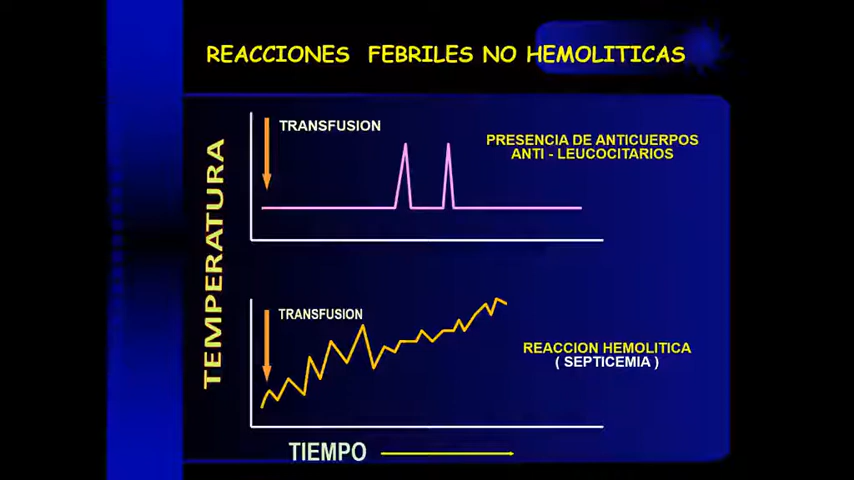 REACCIONES FEBRILES NO HEMOLITICAS
TRANSFUSION
PRESENCIA DE ANTICUERPOS
ANTI - LEUCOCITARIOS
TEMPERATURA
TRANSFUSION
REACCION HEMOLITICA
( SEPTICEMIA )
TIEMPO